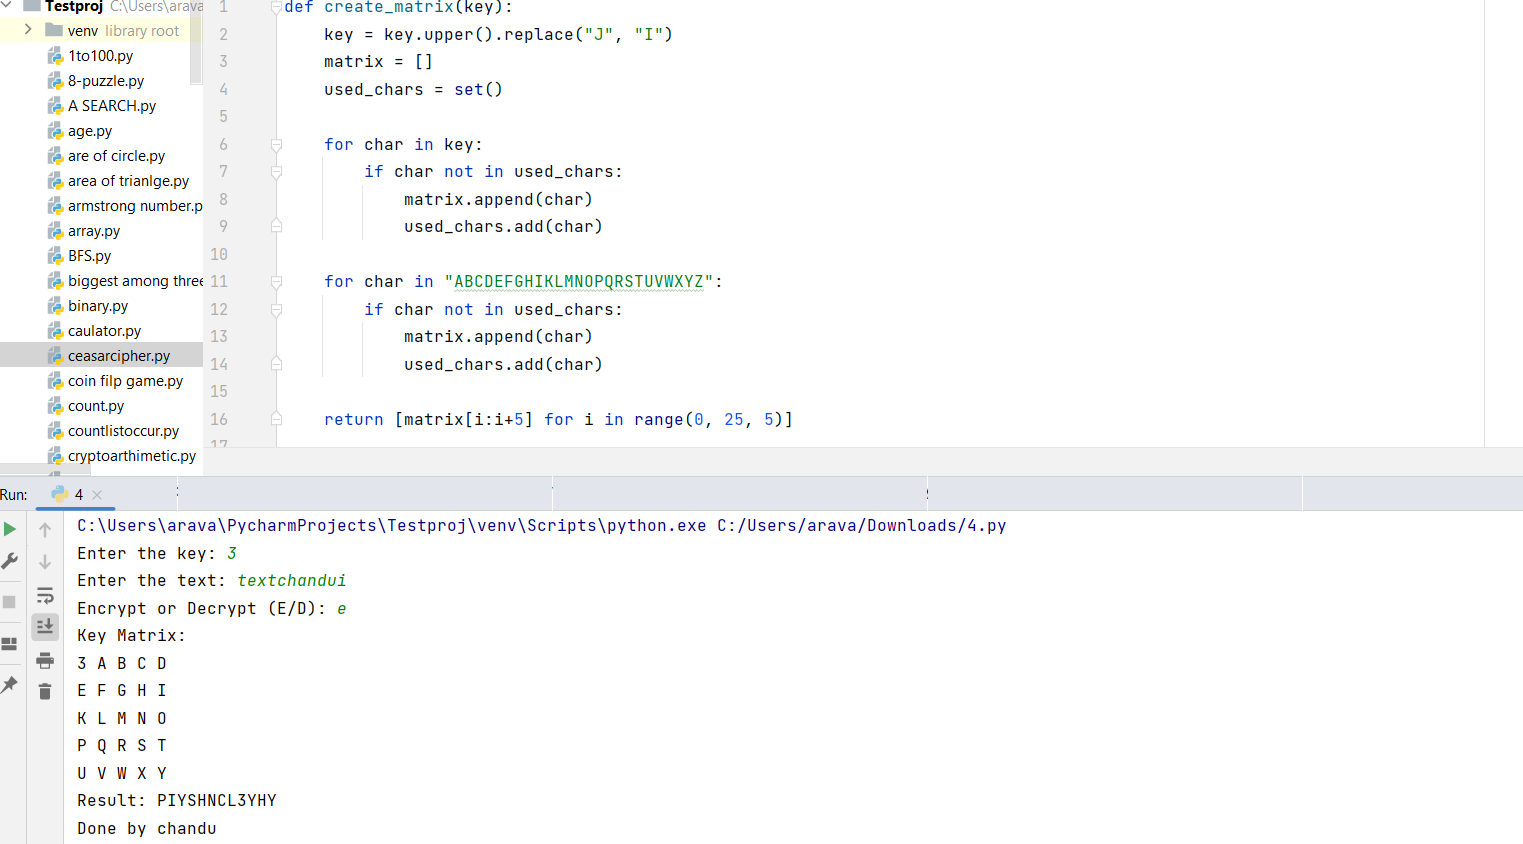 Testproj C:\Users\arava
venv library root
1to100.py
8-puzzle.py
A SEARCH.py
age.py
are of circle.py
area of trianlge.py
armstrong number.p
array.py
BFS.py
biggest among three
binary.py
caulator.py
ceasarcipher.py
coin filp game.py
count.py
countlistoccur.py
cryptoarthimetic.py
1 def create_matrix(key):
2 key = key.upper().replace("J", "I")
3 matrix = []
4 used_chars = set()
5
6 for char in key:
7 if char not in used_chars:
8 matrix.append(char)
9 used_chars.add(char)
10
11 for char in "ABCDEFGHIKLMNOPQRSTUVWXYZ":
12 if char not in used_chars:
13 matrix.append(char)
14 used_chars.add(char)
15
16 return [matrix[i:i+5] for i in range(0, 25, 5)]
17
Run: 4
C:\Users\arava\PycharmProjects\Testproj\venv\Scripts\python.exe C:/Users/arava/Downloads/4.py
Enter the key: 3
Enter the text: textchandui
Encrypt or Decrypt (E/D): e
Key Matrix:
3 A B C D
E F G H I
K L M N O
P Q R S T
U V W X Y
Result: PIYSHNCL3YHY
Done by chandu